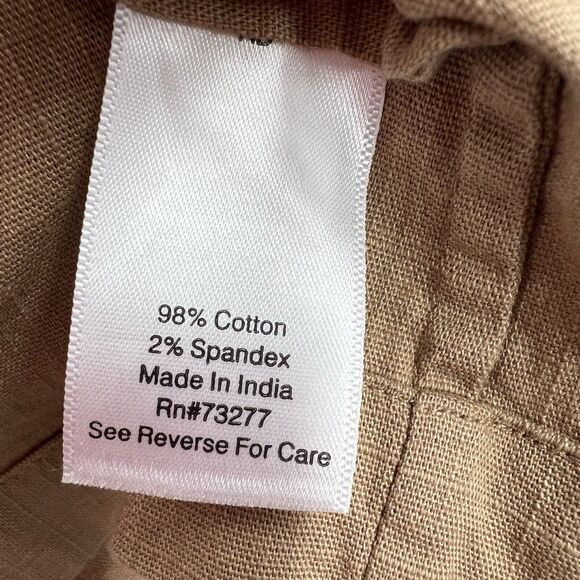 98% Cotton
2% Spandex
Made In India
Rn#73277
See Reverse For Care